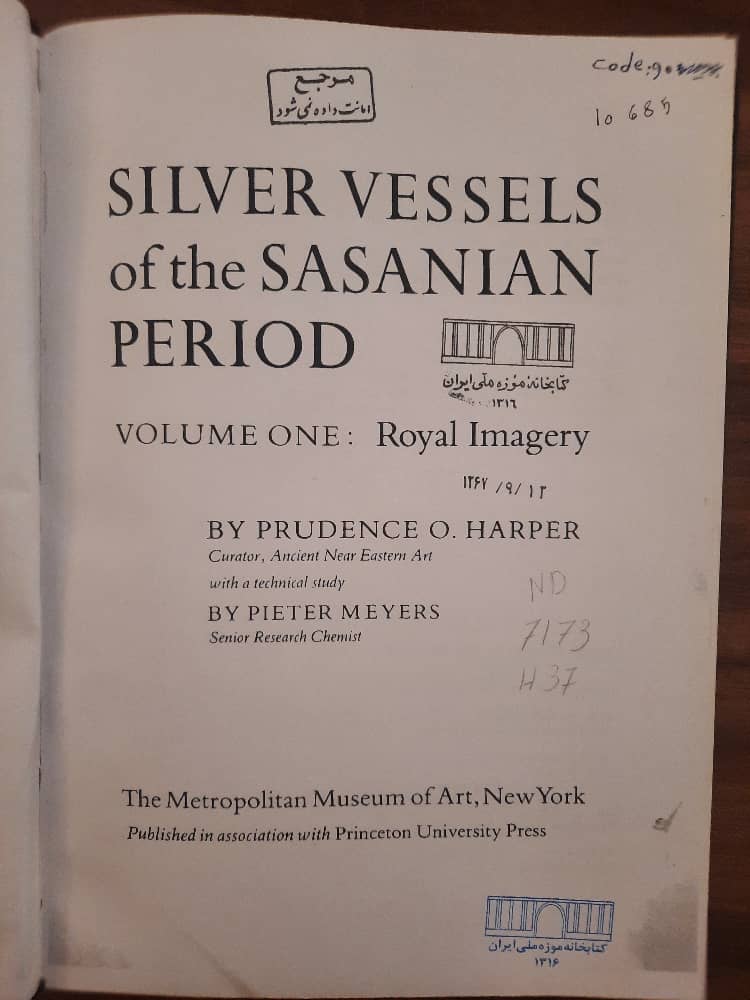 code:90
مرجع
امانت داده نمی شود
10 685
SILVER VESSELS
of the SASANIAN
PERIOD
کتابخانهٔ موزه ملّی ایران
۱۳۱۶
VOLUME ONE: Royal Imagery
۱۳۶۷ /۹/ ۱۲
BY PRUDENCE O. HARPER
Curator, Ancient Near Eastern Art
with a technical study
BY PIETER MEYERS
Senior Research Chemist
ND
7173
H37
The Metropolitan Museum of Art, New York
Published in association with Princeton University Press
کتابخانه موزه ملی ایران
۱۳۱۶